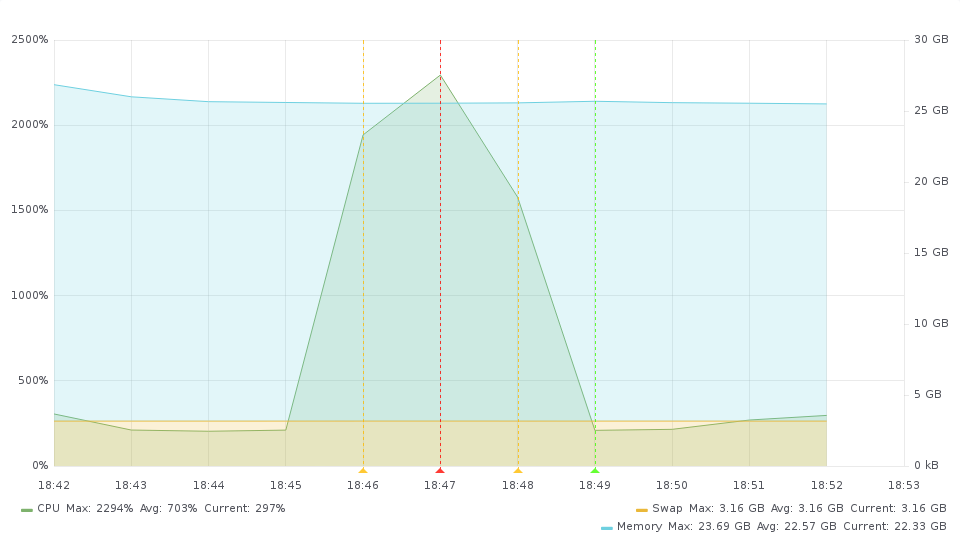 2500%
30 GB
2000%
25 GB
20 GB
1500%
15 GB
1000%
10 GB
500%
5 GB
0%
0 kB
18:42 18:43 18:44 18:45 18:46 18:47 18:48 18:49 18:50 18:51 18:52 18:53
CPU Max: 2294% Avg: 703% Current: 297%
Swap Max: 3.16 GB Avg: 3.16 GB Current: 3.16 GB
Memory Max: 23.69 GB Avg: 22.57 GB Current: 22.33 GB